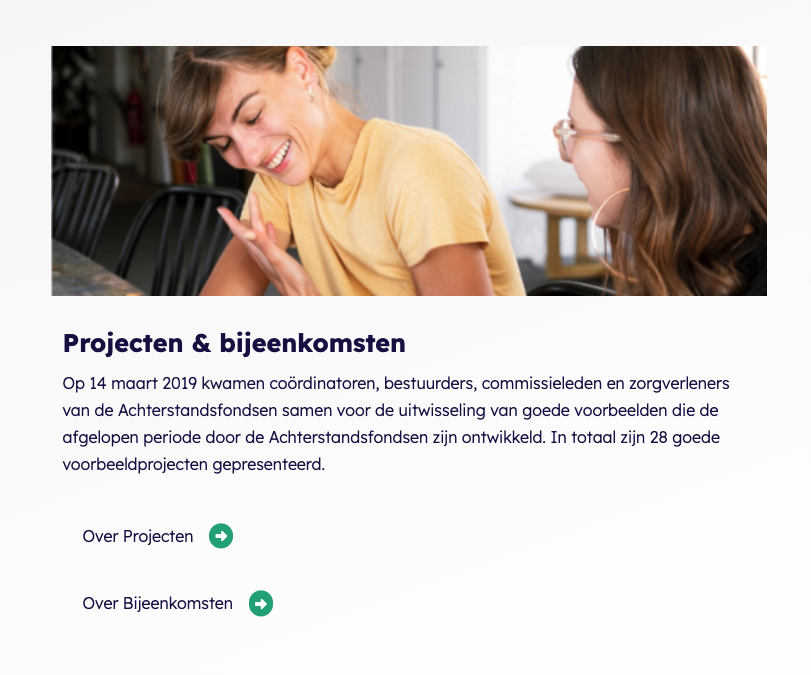 Projecten & bijeenkomsten
Op 14 maart 2019 kwamen coördinatoren, bestuurders, commissieleden en zorgverleners
van de Achterstandsfondsen samen voor de uitwisseling van goede voorbeelden die de
afgelopen periode door de Achterstandsfondsen zijn ontwikkeld. In totaal zijn 28 goede
voorbeeldprojecten gepresenteerd.
Over Projecten
Over Bijeenkomsten